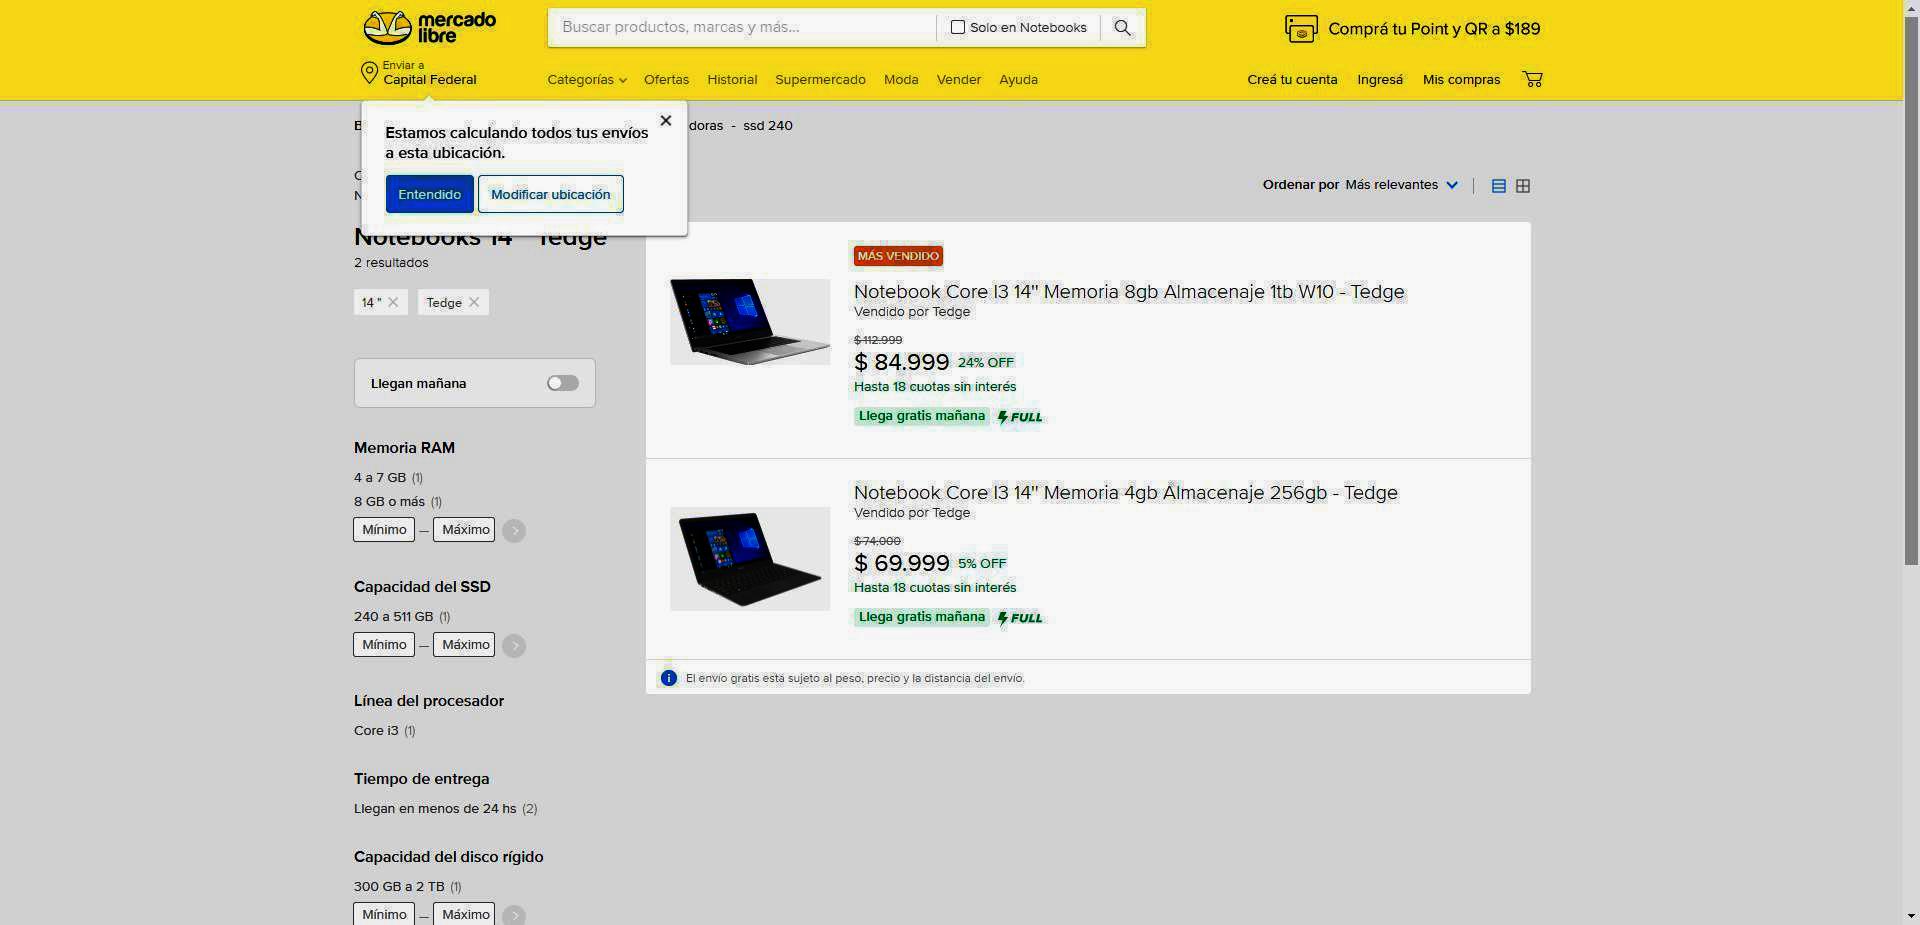 mercado
libre
Buscar productos, marcas y más...
Solo en Notebooks
Comprá tu Point y QR a $189
Enviar a
Capital Federal
Categorías
Ofertas
Historial
Supermercado
Moda
Vender
Ayuda
Creá tu cuenta
Ingresá
Mis compras
Estamos calculando todos tus envíos
a esta ubicación.
Entendido
Modificar ubicación
doras - ssd 240
Ordenar por Más relevantes
Notebooks 14" Tedge
2 resultados
14 "
Tedge
Llegan mañana
Memoria RAM
4 a 7 GB (1)
8 GB o más (1)
Mínimo — Máximo
Capacidad del SSD
240 a 511 GB (1)
Mínimo — Máximo
Línea del procesador
Core i3 (1)
Tiempo de entrega
Llegan en menos de 24 hs (2)
Capacidad del disco rígido
300 GB a 2 TB (1)
Mínimo — Máximo
MÁS VENDIDO
Notebook Core I3 14'' Memoria 8gb Almacenaje 1tb W10 - Tedge
Vendido por Tedge
$ 112.999
$ 84.999 24% OFF
Hasta 18 cuotas sin interés
Llega gratis mañana FULL
Notebook Core I3 14'' Memoria 4gb Almacenaje 256gb - Tedge
Vendido por Tedge
$ 74.000
$ 69.999 5% OFF
Hasta 18 cuotas sin interés
Llega gratis mañana FULL
El envío gratis está sujeto al peso, precio y la distancia del envío.